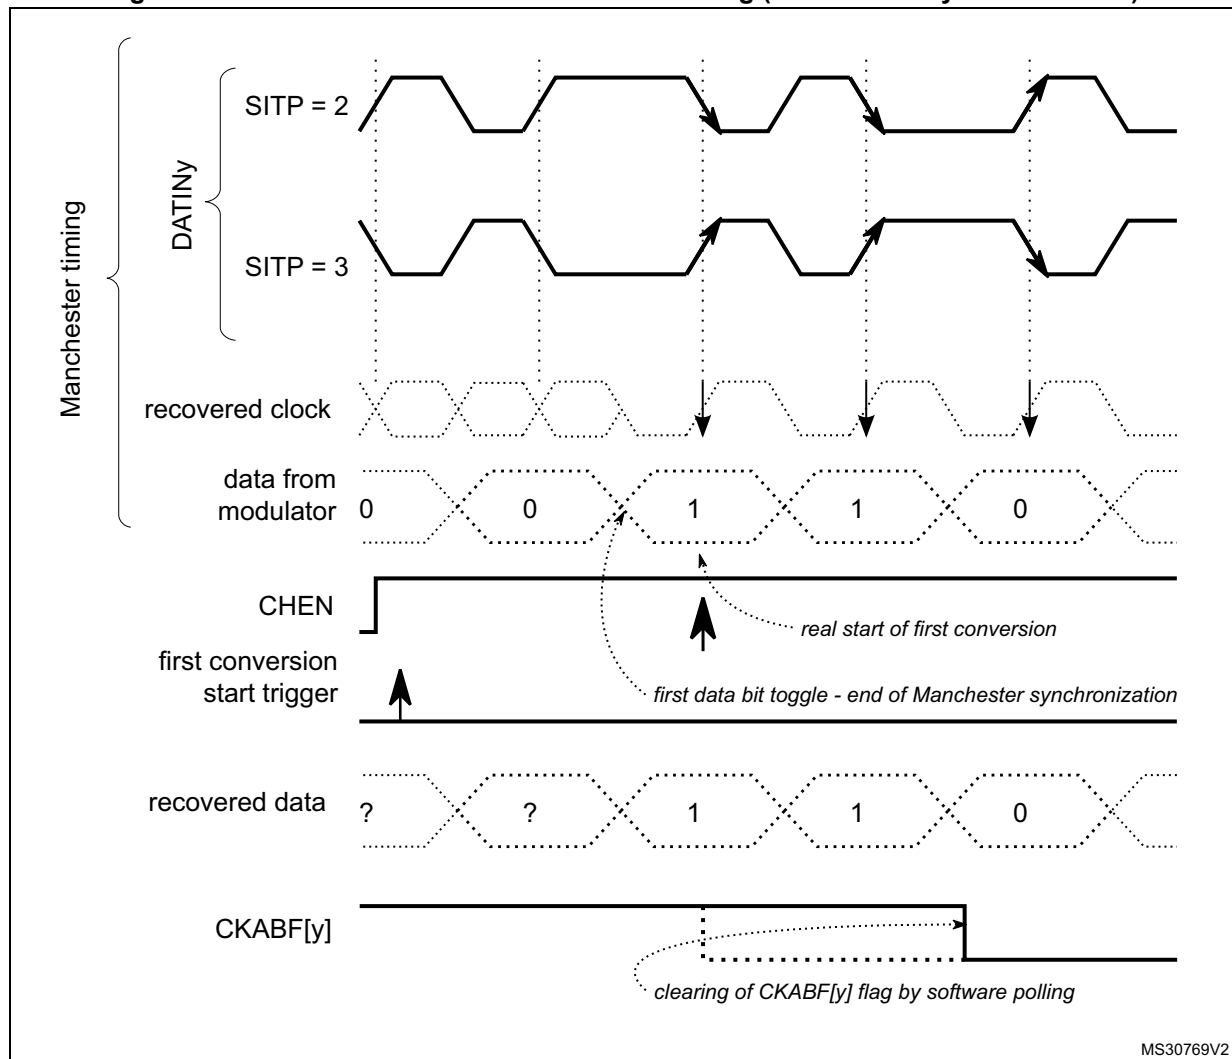 Manchester timing
DATINy
SITP = 2
SITP = 3
recovered clock
data from
modulator
0 0 1 1 0
CHEN
real start of first conversion
first conversion
start trigger
first data bit toggle - end of Manchester synchronization
recovered data
? ? 1 1 0
CKABF[y]
clearing of CKABF[y] flag by software polling
MS30769V2